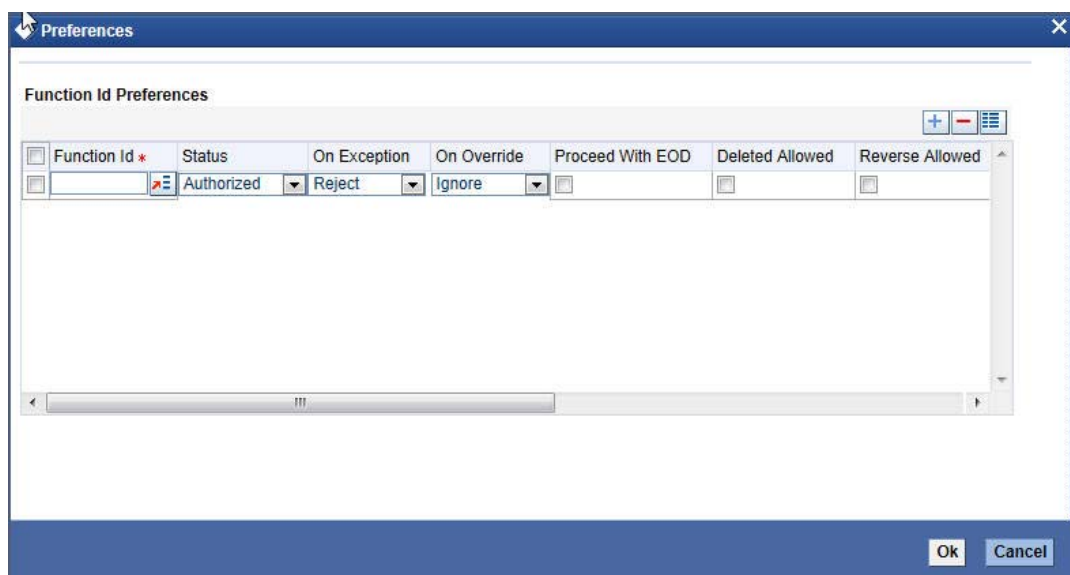 Preferences
Function Id Preferences
Function Id * Status On Exception On Override Proceed With EOD Deleted Allowed Reverse Allowed
Authorized Reject Ignore
Ok Cancel